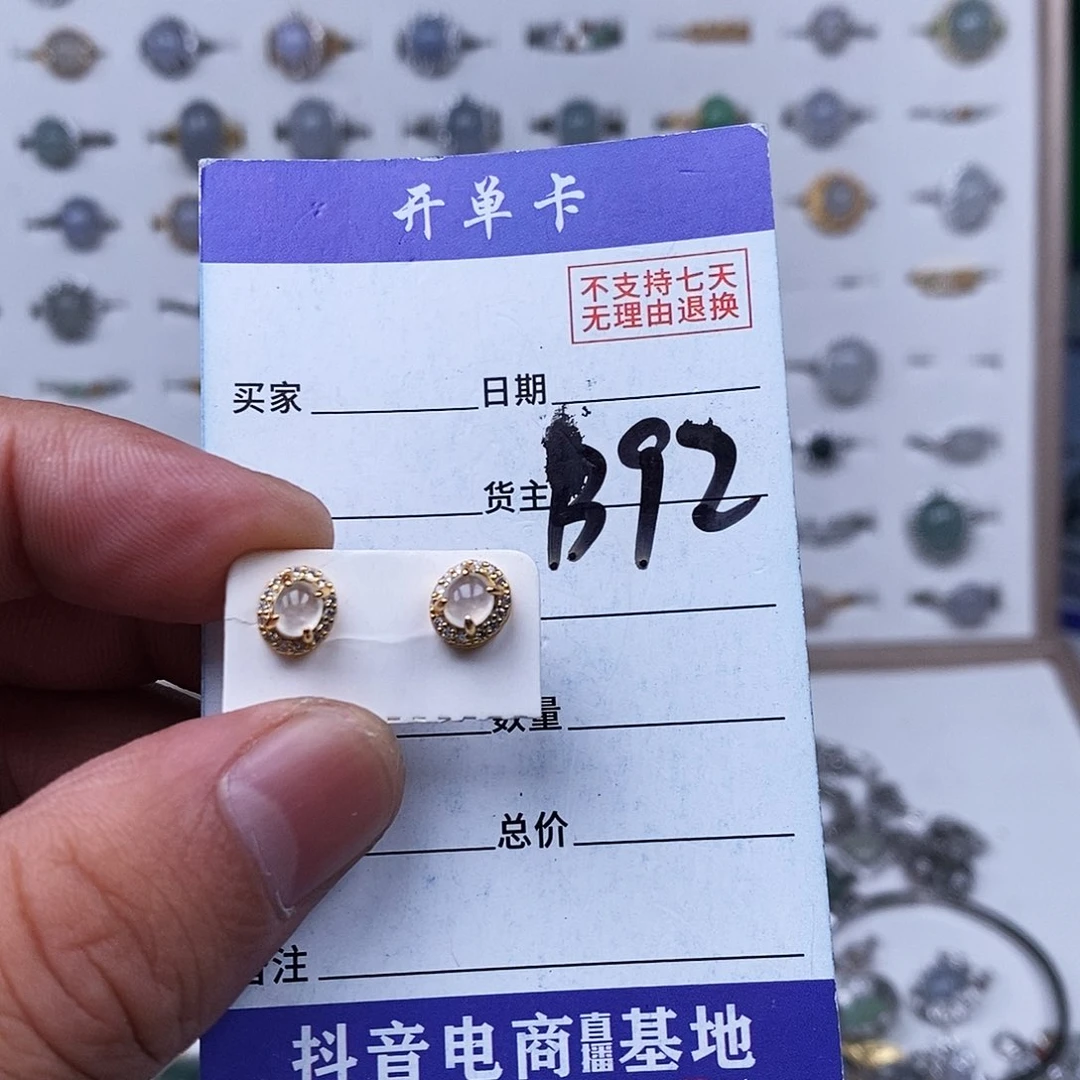 开单卡
不支持七天
无理由退换
买家 日期
货主 B92
数量
总价
备注
抖音电商直播基地